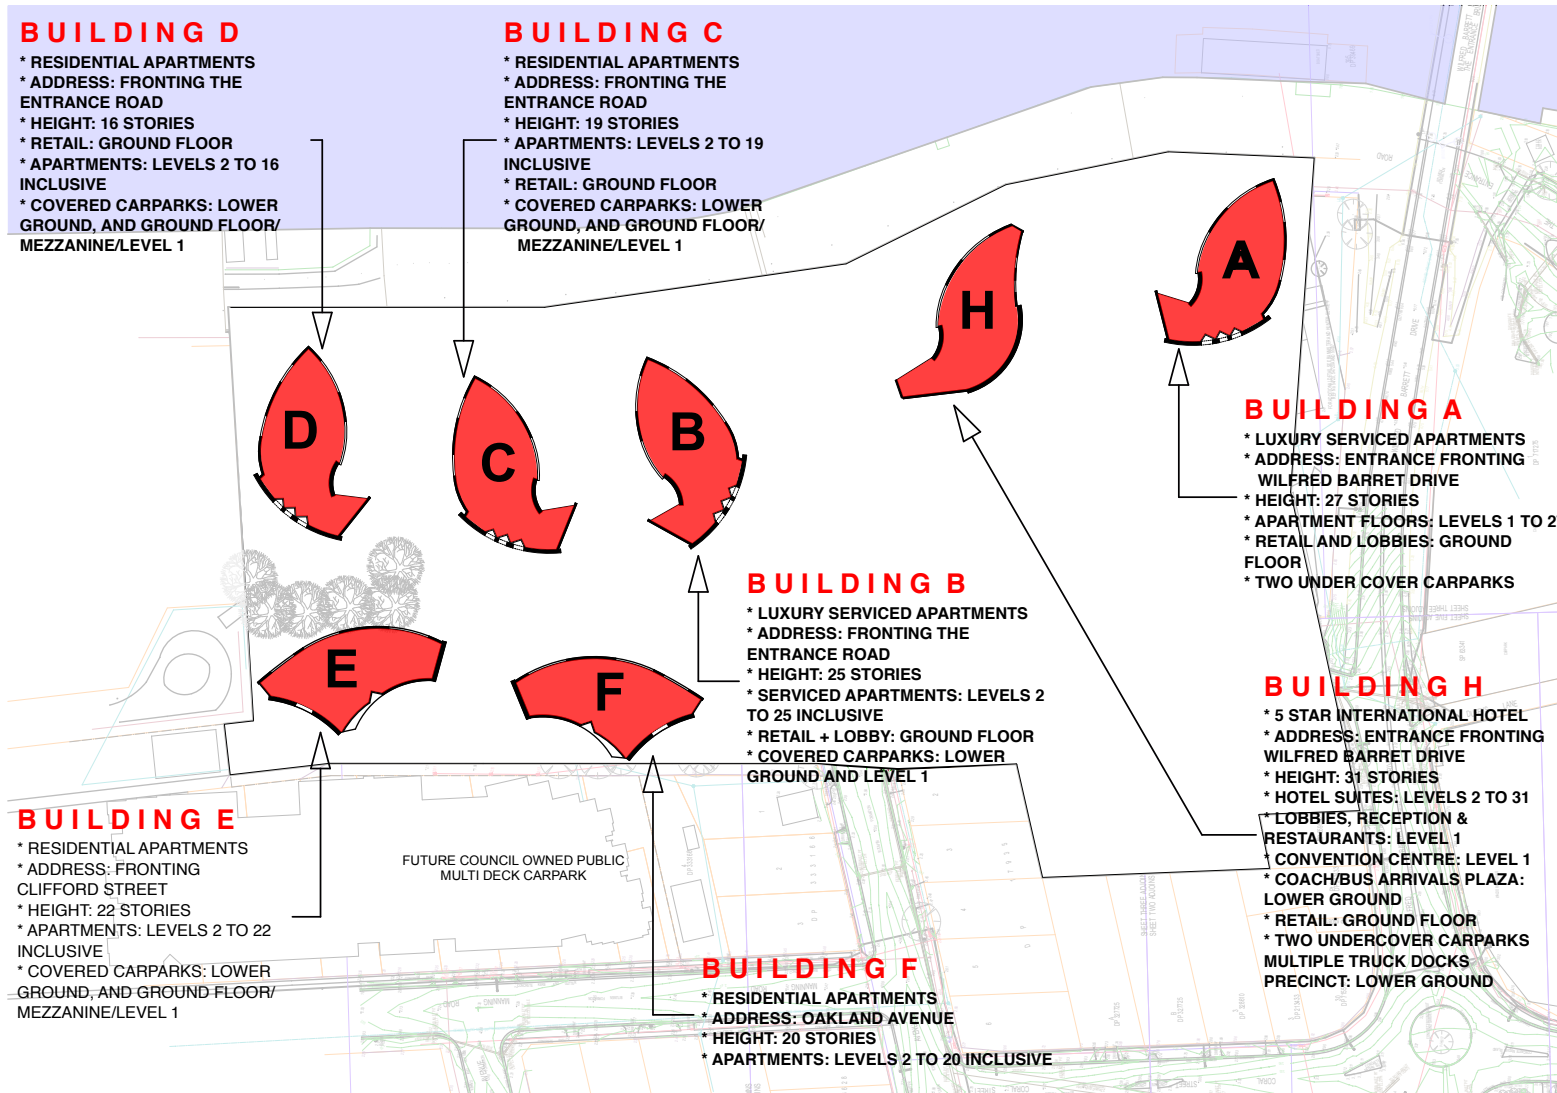 BUILDING D
* RESIDENTIAL APARTMENTS
* ADDRESS: FRONTING THE
ENTRANCE ROAD
* HEIGHT: 16 STORIES
* RETAIL: GROUND FLOOR
* APARTMENTS: LEVELS 2 TO 16
INCLUSIVE
* COVERED CARPARKS: LOWER
GROUND, AND GROUND FLOOR/
MEZZANINE/LEVEL 1
BUILDING C
* RESIDENTIAL APARTMENTS
* ADDRESS: FRONTING THE
ENTRANCE ROAD
* HEIGHT: 19 STORIES
* APARTMENTS: LEVELS 2 TO 19
INCLUSIVE
* RETAIL: GROUND FLOOR
* COVERED CARPARKS: LOWER
GROUND, AND GROUND FLOOR/
MEZZANINE/LEVEL 1
A
H
D
C
B
E
F
BUILDING A
* LUXURY SERVICED APARTMENTS
* ADDRESS: ENTRANCE FRONTING
WILFRED BARRET DRIVE
* HEIGHT: 27 STORIES
* APARTMENT FLOORS: LEVELS 1 TO 2
* RETAIL AND LOBBIES: GROUND
FLOOR
* TWO UNDER COVER CARPARKS
BUILDING B
* LUXURY SERVICED APARTMENTS
* ADDRESS: FRONTING THE
ENTRANCE ROAD
* HEIGHT: 25 STORIES
* SERVICED APARTMENTS: LEVELS 2
TO 25 INCLUSIVE
* RETAIL + LOBBY: GROUND FLOOR
* COVERED CARPARKS: LOWER
GROUND AND LEVEL 1
BUILDING H
* 5 STAR INTERNATIONAL HOTEL
* ADDRESS: ENTRANCE FRONTING
WILFRED BARRET DRIVE
* HEIGHT: 31 STORIES
* HOTEL SUITES: LEVELS 2 TO 31
* LOBBIES, RECEPTION &
RESTAURANTS: LEVEL 1
* CONVENTION CENTRE: LEVEL 1
* COACH/BUS ARRIVALS PLAZA:
LOWER GROUND
* RETAIL: GROUND FLOOR
* TWO UNDERCOVER CARPARKS
MULTIPLE TRUCK DOCKS
PRECINCT: LOWER GROUND
BUILDING E
* RESIDENTIAL APARTMENTS
* ADDRESS: FRONTING
CLIFFORD STREET
* HEIGHT: 22 STORIES
* APARTMENTS: LEVELS 2 TO 22
INCLUSIVE
* COVERED CARPARKS: LOWER
GROUND, AND GROUND FLOOR/
MEZZANINE/LEVEL 1
FUTURE COUNCIL OWNED PUBLIC
MULTI DECK CARPARK
BUILDING F
* RESIDENTIAL APARTMENTS
* ADDRESS: OAKLAND AVENUE
* HEIGHT: 20 STORIES
* APARTMENTS: LEVELS 2 TO 20 INCLUSIVE
MANNING
ROAD
CORAL
STREET